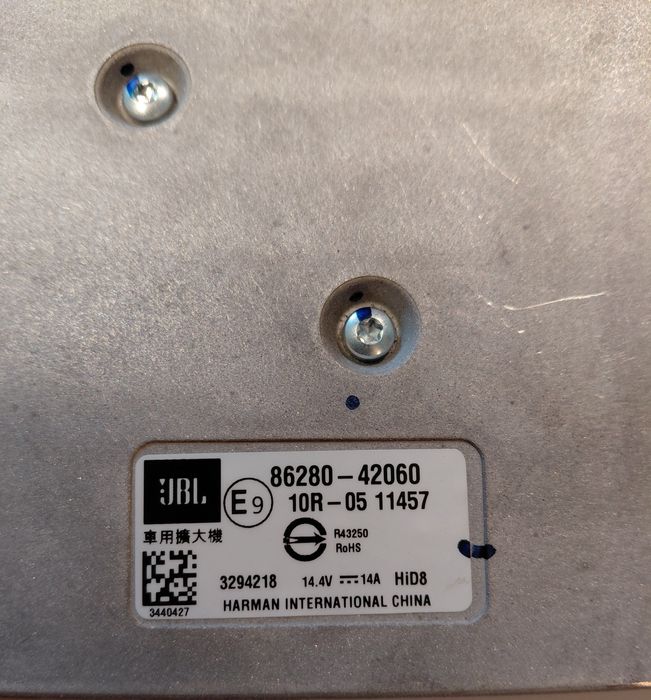 JBL
E9
86280-42060
10R-05 11457
車用擴大機
R43250
RoHS
3294218 14.4V ⎓14A HiD8
3440427
HARMAN INTERNATIONAL CHINA